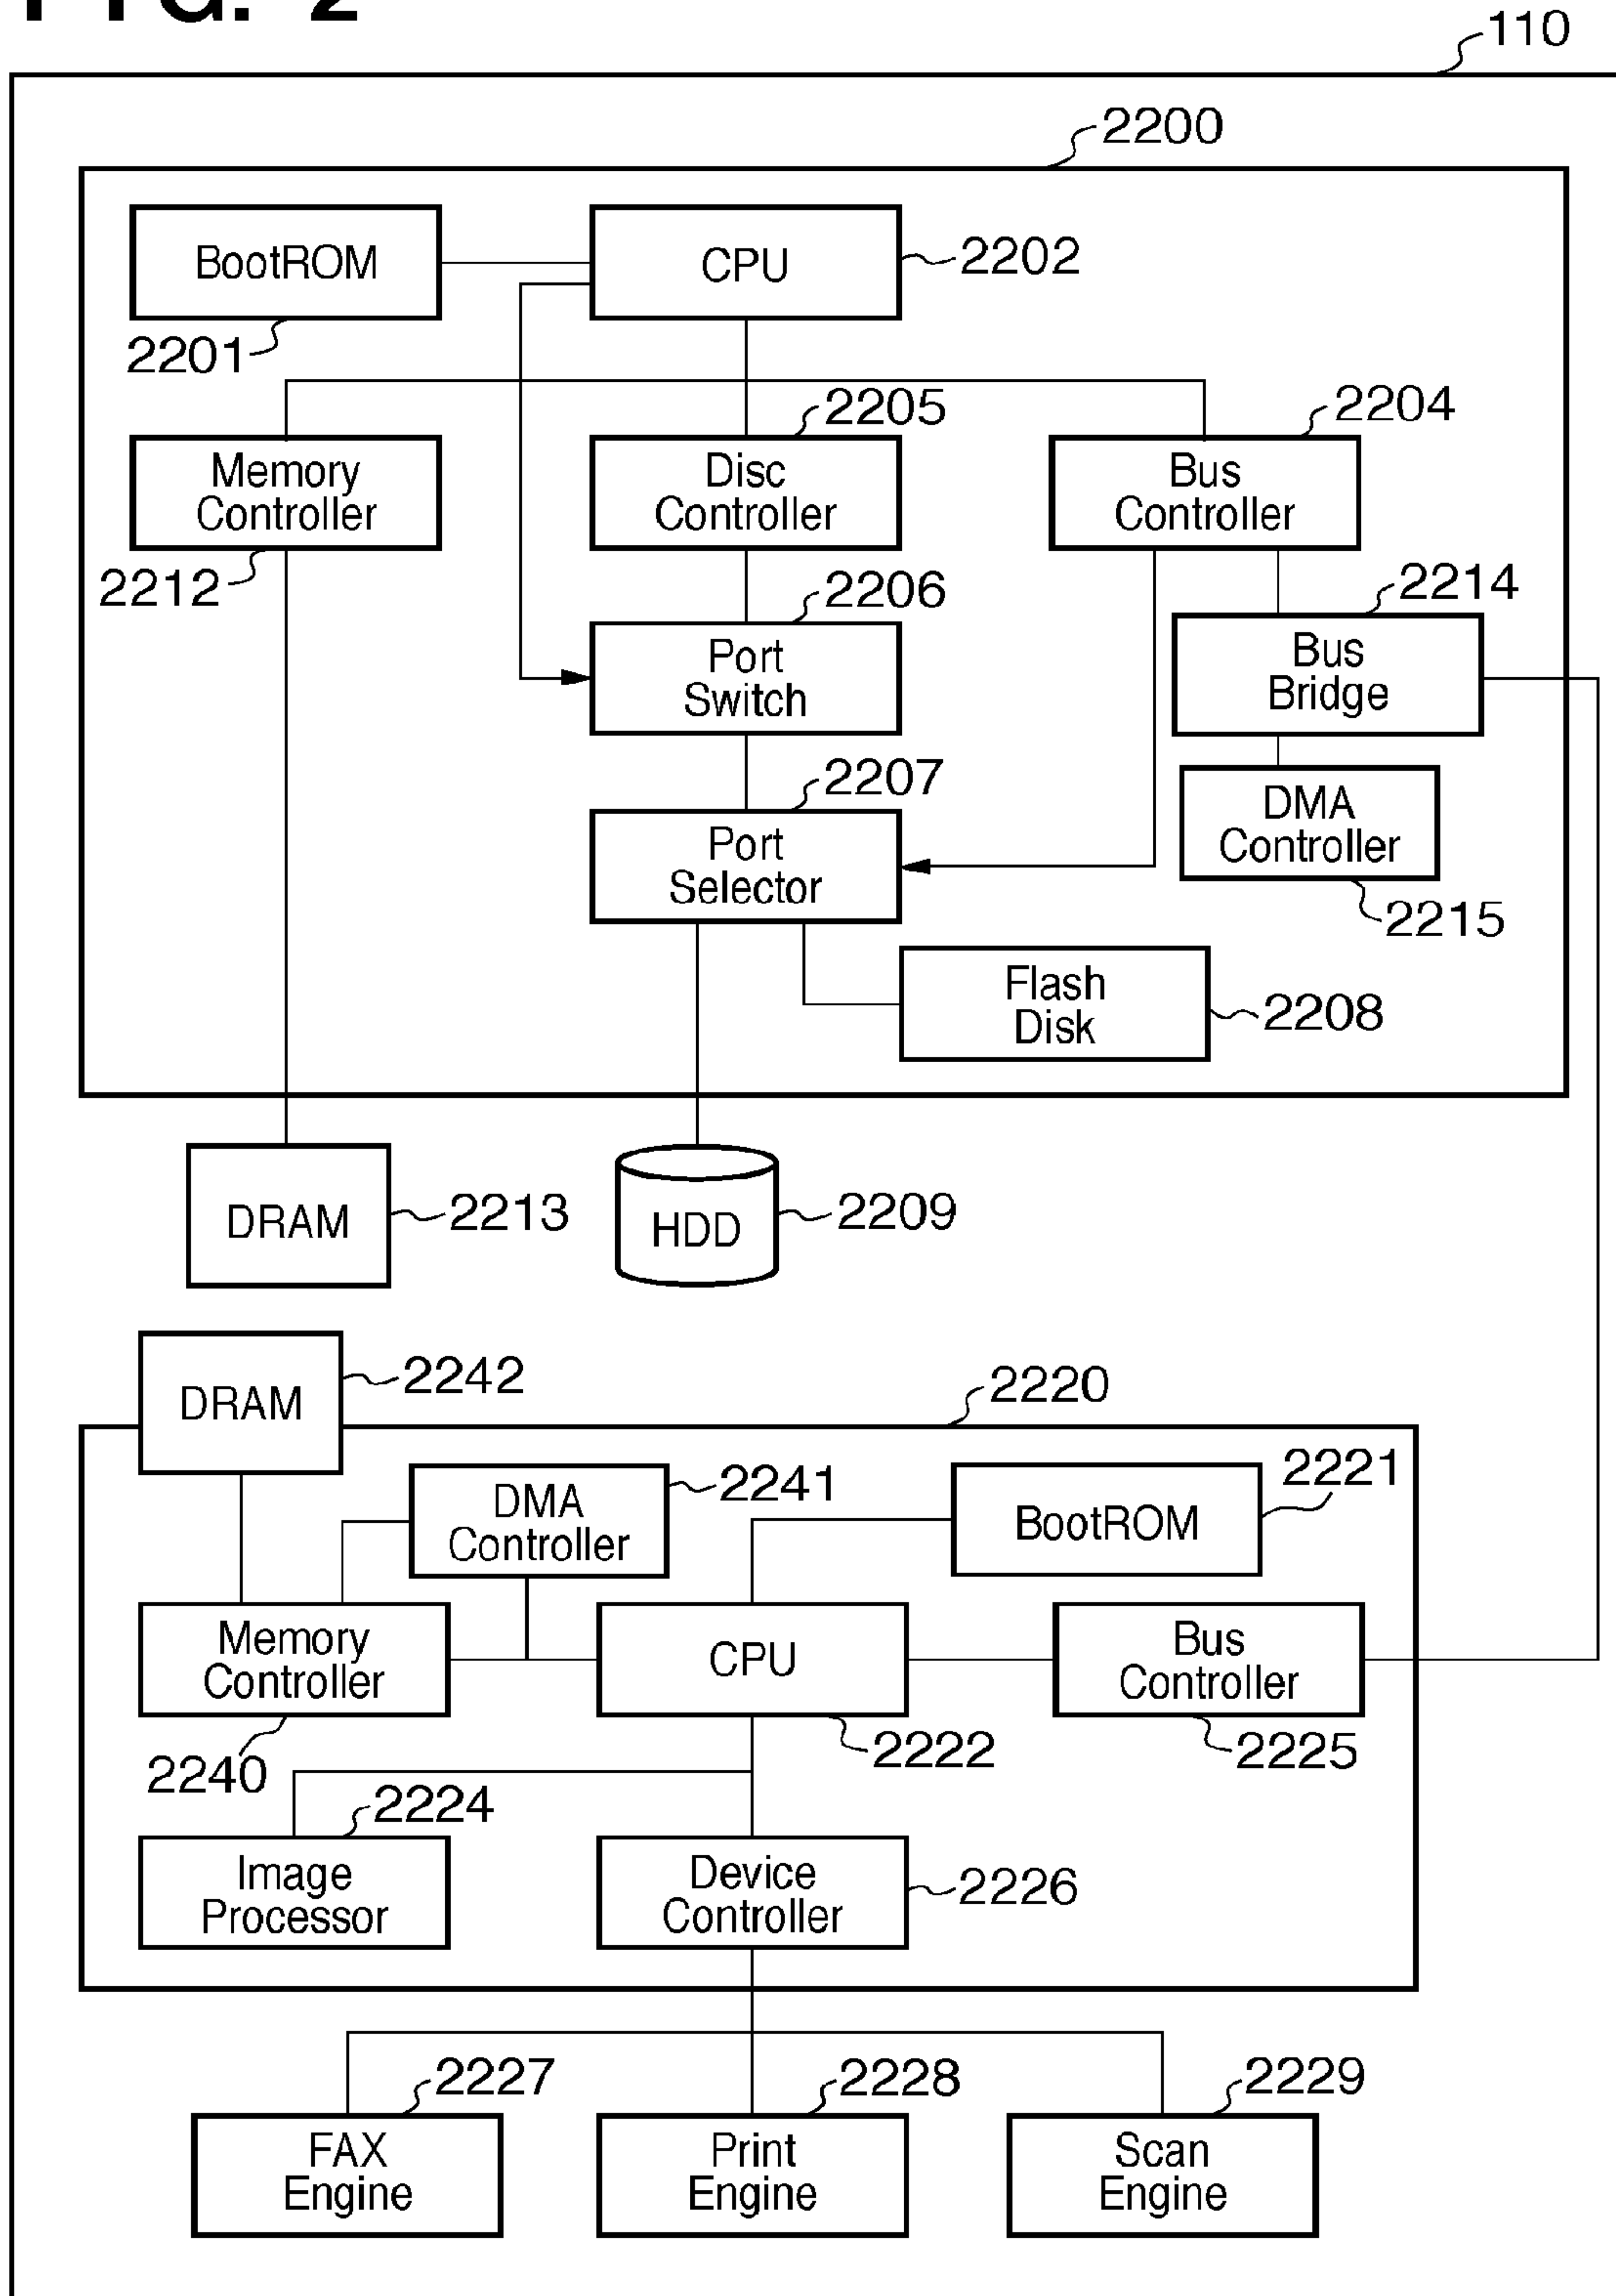 FIG. 2
110
2200
BootROM
CPU
2202
2201
2205
2204
Memory
Controller
Disc
Controller
Bus
Controller
2212
2206
2214
Port
Switch
Bus
Bridge
2207
Port
Selector
DMA
Controller
2215
Flash
Disk
2208
DRAM
2213
HDD
2209
DRAM
2242
2220
DMA
Controller
2241
BootROM
2221
Memory
Controller
CPU
Bus
Controller
2240
2222
2225
2224
Image
Processor
Device
Controller
2226
2227
2228
2229
FAX
Engine
Print
Engine
Scan
Engine